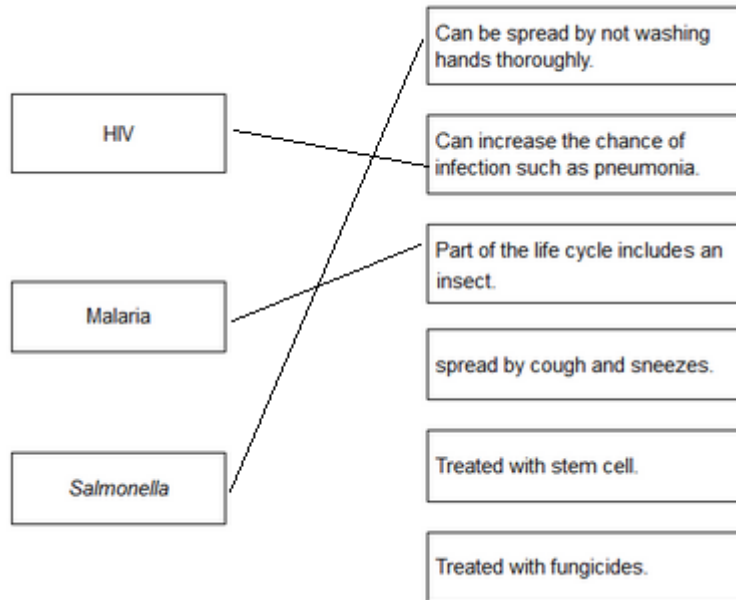 HIV
Malaria
Salmonella
Can be spread by not washing
hands thoroughly.
Can increase the chance of
infection such as pneumonia.
Part of the life cycle includes an
insect.
spread by cough and sneezes.
Treated with stem cell.
Treated with fungicides.